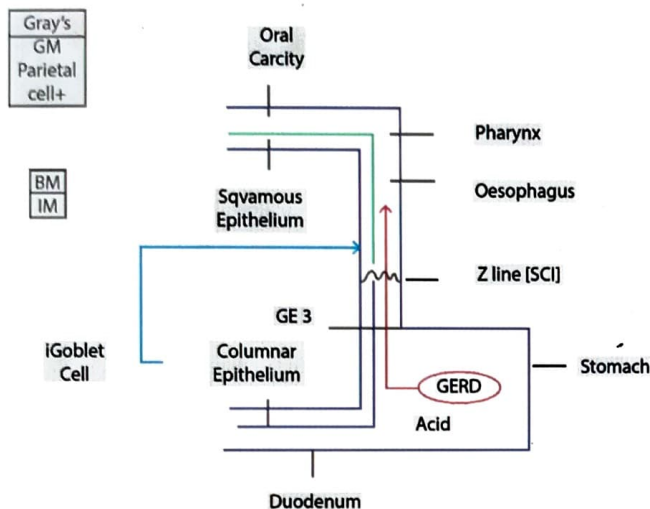 Gray's
GM
Parietal
cell+
Oral
Carcity
Pharynx
BM
IM
Sqvamous
Epithelium
Oesophagus
Z line [SCI]
GE 3
iGoblet
Cell
Columnar
Epithelium
GERD
Stomach
Acid
Duodenum